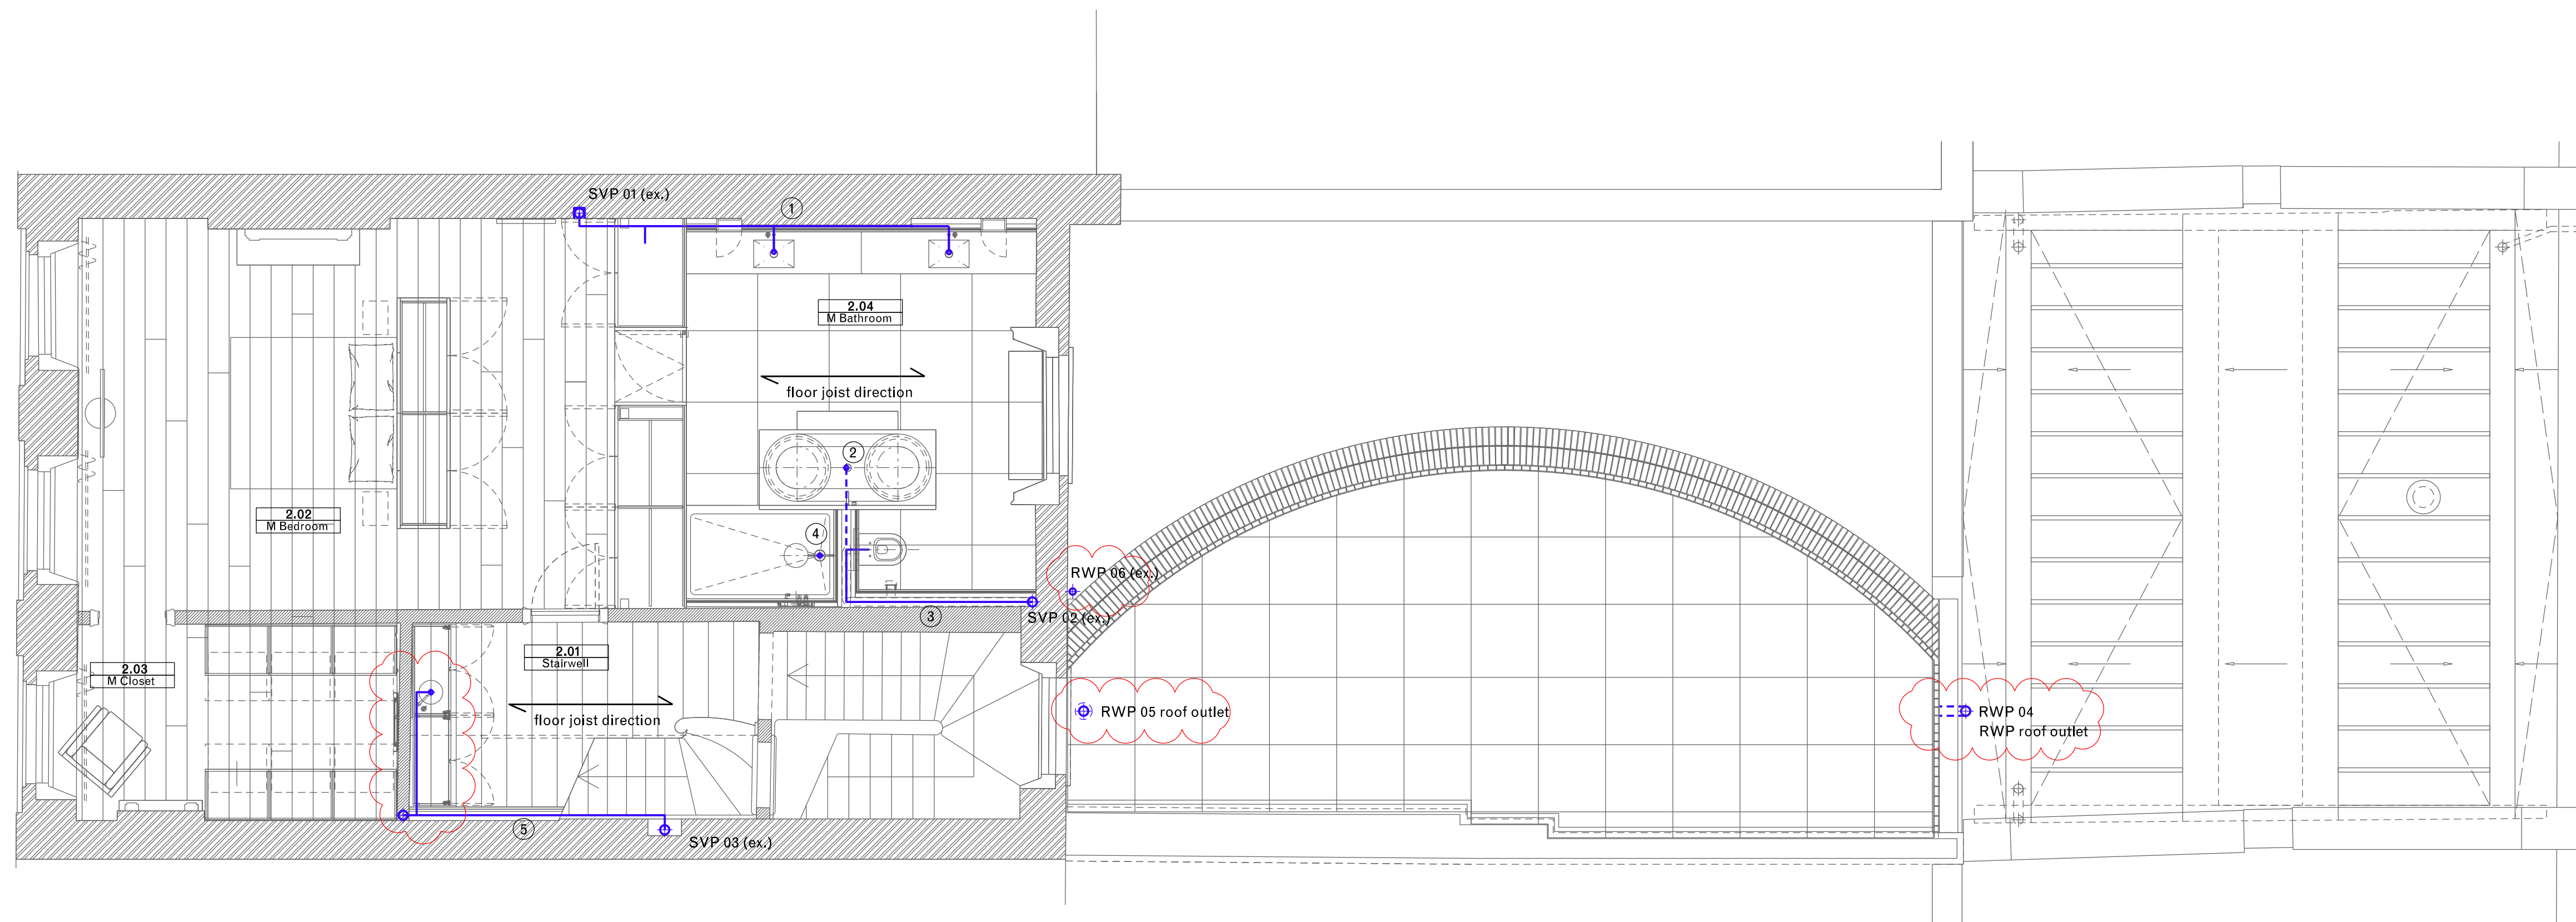 SVP 01 (ex.)
1
2.04
M Bathroom
floor joist direction
2
2.02
M Bedroom
4
RWP 06 (ex.)
3
SVP 02 (ex.)
2.01
Stairwell
2.03
M Closet
floor joist direction
RWP 05 roof outlet
RWP 04
RWP roof outlet
5
SVP 03 (ex.)